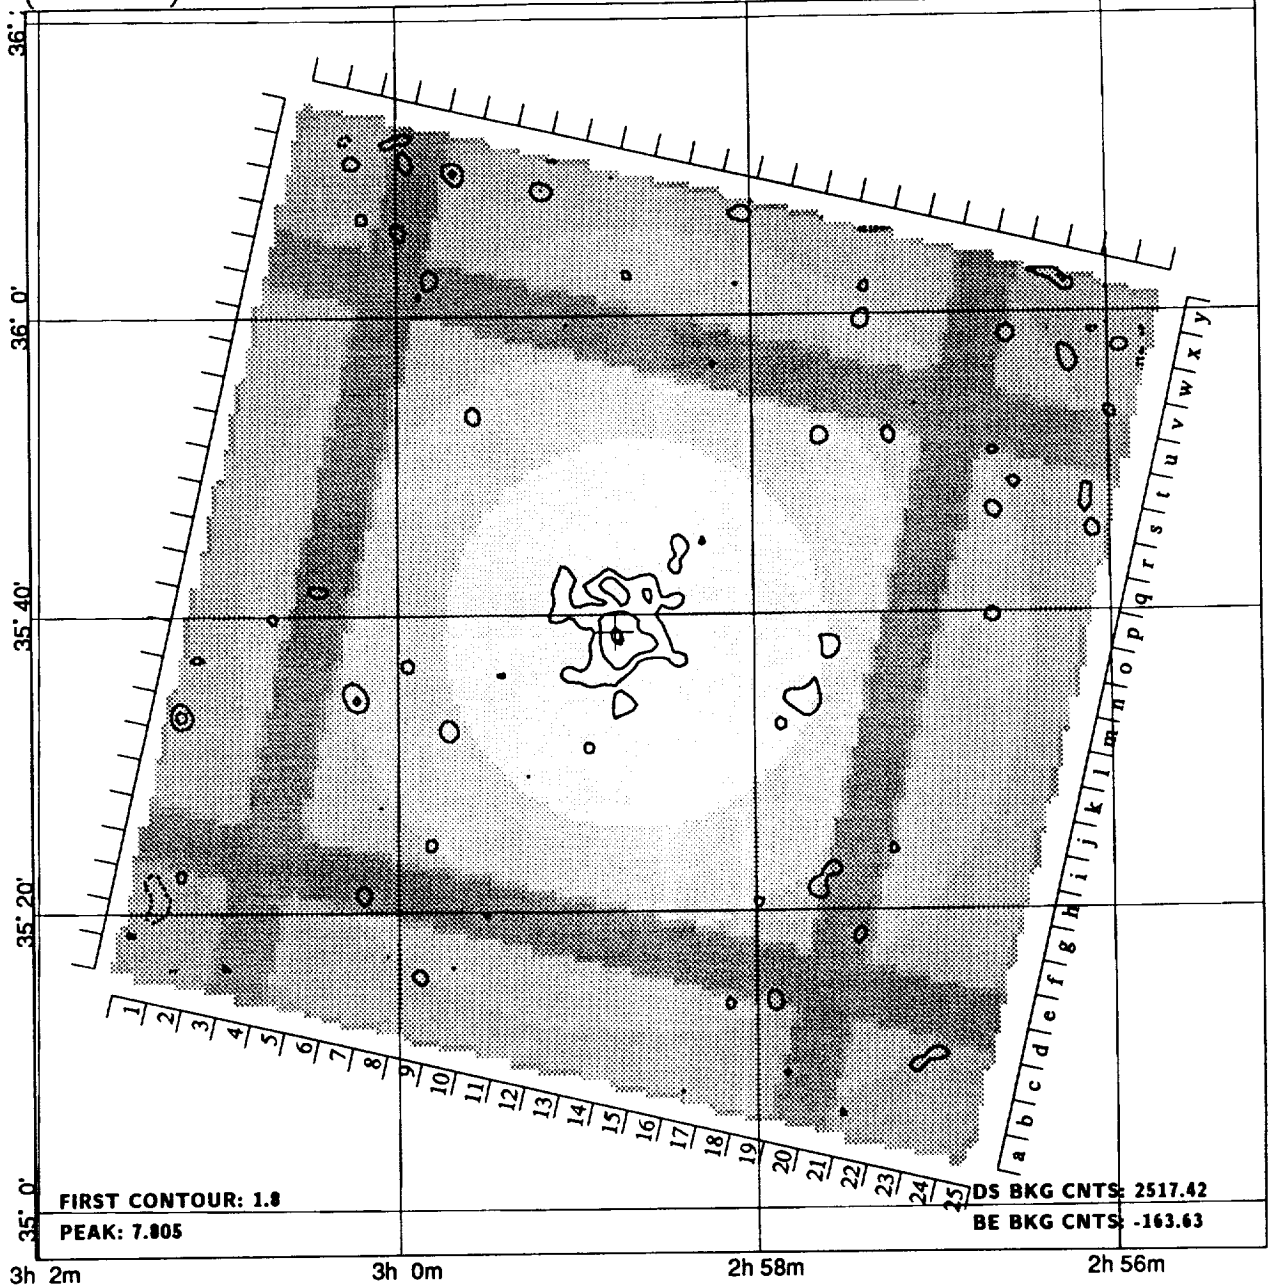 36°
36° 0'
35° 40'
35° 20'
35° 0'
y
x
w
v
u
t
s
r
q
p
o
n
m
l
k
j
i
h
g
f
e
d
c
b
a
1 2 3 4 5 6 7 8 9 10 11 12 13 14 15 16 17 18 19 20 21 22 23 24 25
FIRST CONTOUR: 1.8
PEAK: 7.805
DS BKG CNTS: 2517.42
BE BKG CNTS: -163.63
3h 2m 3h 0m 2h 58m 2h 56m